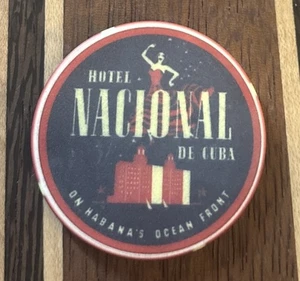 HOTEL
NACIONAL
DE CUBA
ON HABANA'S OCEAN FRONT